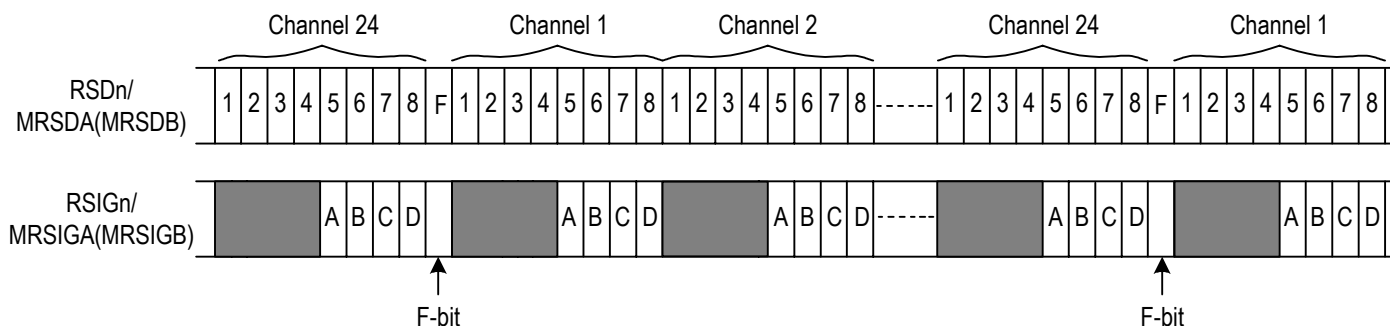 Channel 24 Channel 1 Channel 2 Channel 24 Channel 1
RSDn/
MRSDA(MRSDB)
1 2 3 4 5 6 7 8 F 1 2 3 4 5 6 7 8 1 2 3 4 5 6 7 8 1 2 3 4 5 6 7 8 F 1 2 3 4 5 6 7 8
RSIGn/
MRSIGA(MRSIGB)
A B C D A B C D A B C D A B C D A B C D
F-bit F-bit